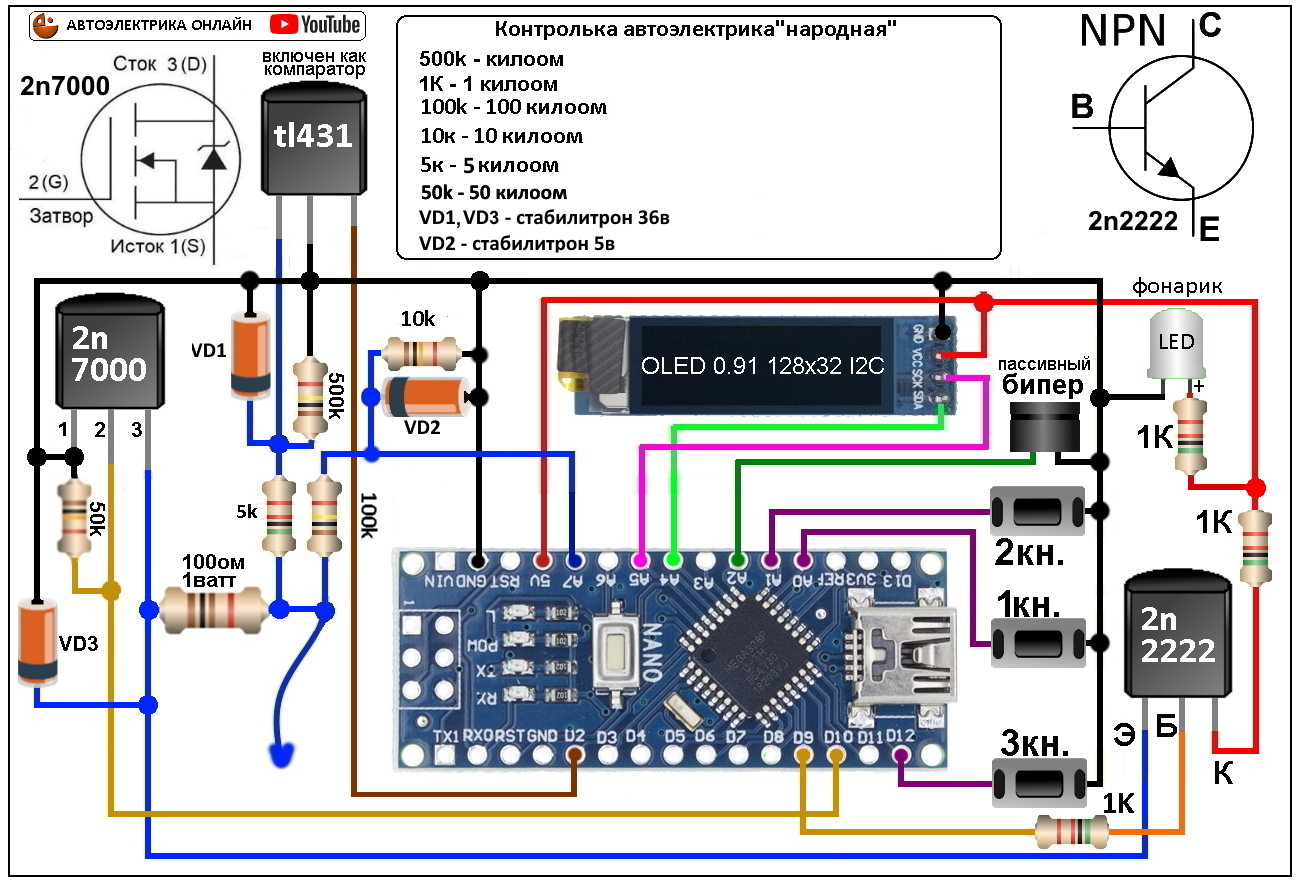 АВТОЭЛЕКТРИКА ОНЛАЙН YouTube
2n7000
Сток 3 (D)
2 (G)
Затвор
Исток 1 (S)
включен как
компаратор
tl431
Контролька автоэлектрика"народная"
500k - килоом
1К - 1 килоом
100k - 100 килоом
10к - 10 килоом
5к - 5 килоом
50k - 50 килоом
VD1,VD3 - стабилитрон 36в
VD2 - стабилитрон 5в
NPN
C
B
2n2222
E
2n
7000
1 2 3
VD1
500k
10k
VD2
OLED 0.91 128x32 I2C
GND
VCC
SCK
SDA
фонарик
LED
+
пассивный
бипер
1К
1К
50k
5k
100k
100ом
1ватт
VD3
VIN GND RST 5V A7 A6 A5 A4 A3 A2 A1 A0 REF 3V3 D13
1
L
POW
TX
RX
102
102
102
102
NANO
TX1 RX0 RST GND D2 D3 D4 D5 D6 D7 D8 D9 D10 D11 D12
2кн.
1кн.
3кн.
2n
2222
Э Б
К
1К